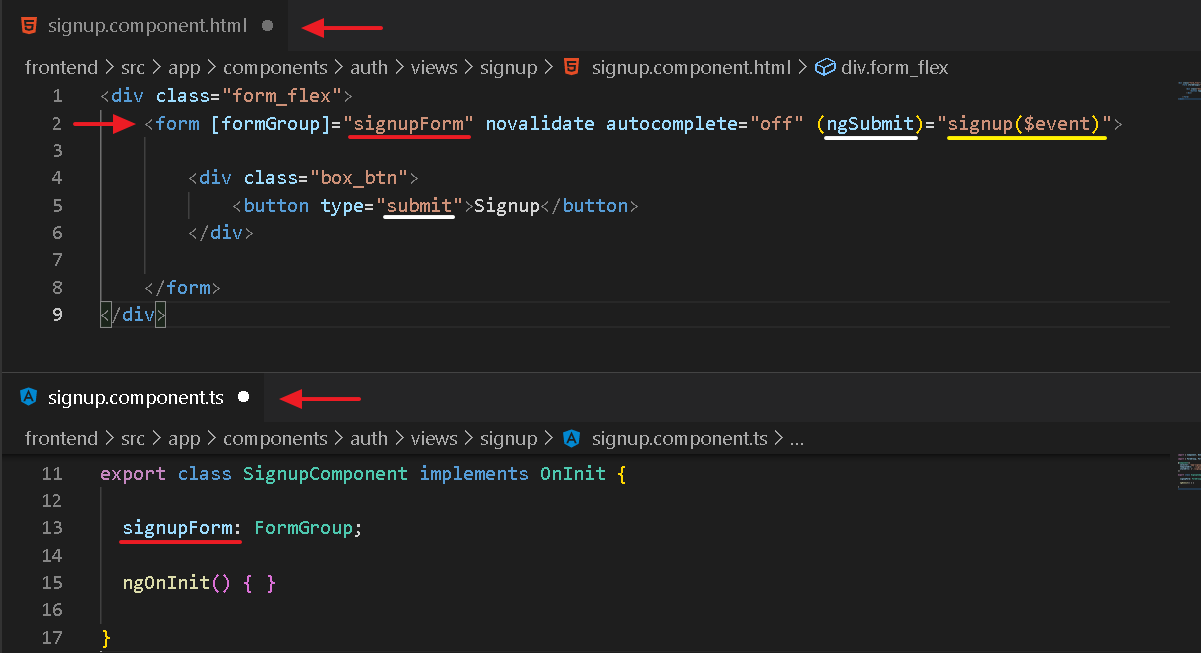 signup.component.html
frontend > src > app > components > auth > views > signup > signup.component.html > div.form_flex
1 <div class="form_flex">
2 <form [formGroup]="signupForm" novalidate autocomplete="off" (ngSubmit)="signup($event)">
3
4 <div class="box_btn">
5 <button type="submit">Signup</button>
6 </div>
7
8 </form>
9 </div>
signup.component.ts
frontend > src > app > components > auth > views > signup > signup.component.ts > ...
11 export class SignupComponent implements OnInit {
12
13 signupForm: FormGroup;
14
15 ngOnInit() { }
16
17 }